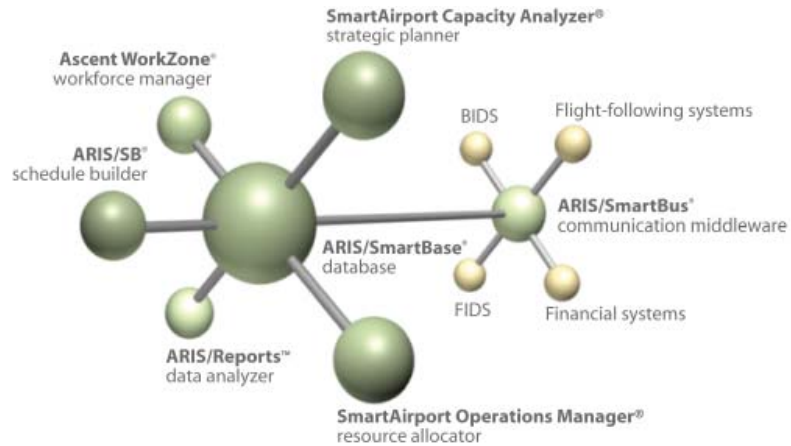 SmartAirport Capacity Analyzer®
strategic planner
Ascent WorkZone®
workforce manager
BIDS
Flight-following systems
ARIS/SB®
schedule builder
ARIS/SmartBus®
communication middleware
ARIS/SmartBase®
database
FIDS
Financial systems
ARIS/Reports™
data analyzer
SmartAirport Operations Manager®
resource allocator